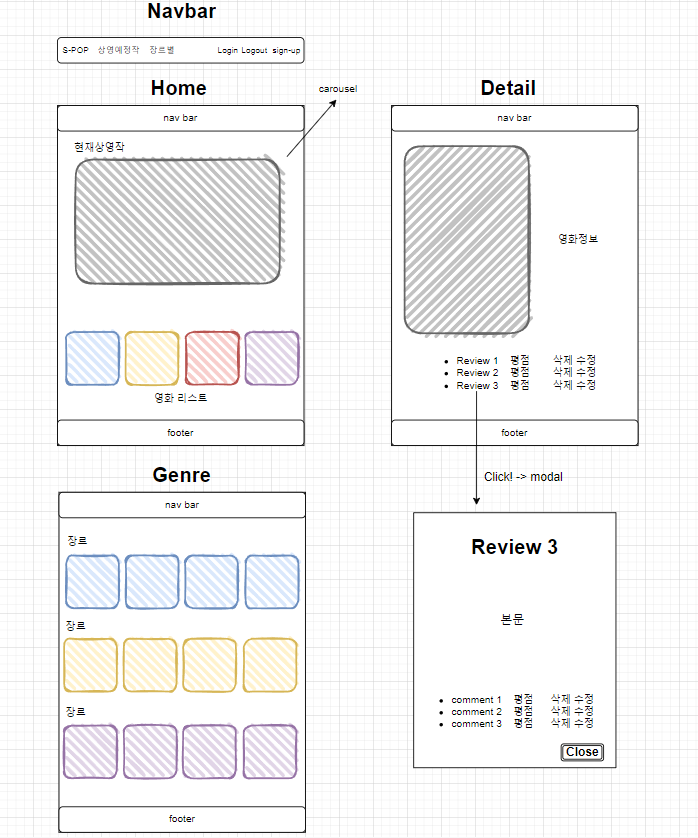 Navbar
S-POP 상영예정작 장르별 Login Logout sign-up
Home
carousel
nav bar
현재상영작
영화 리스트
footer
Detail
nav bar
영화정보
Review 1 평점 삭제 수정
Review 2 평점 삭제 수정
Review 3 평점 삭제 수정
footer
Click! -> modal
Genre
nav bar
장르
장르
장르
footer
Review 3
본문
comment 1 평점 삭제 수정
comment 2 평점 삭제 수정
comment 3 평점 삭제 수정
Close